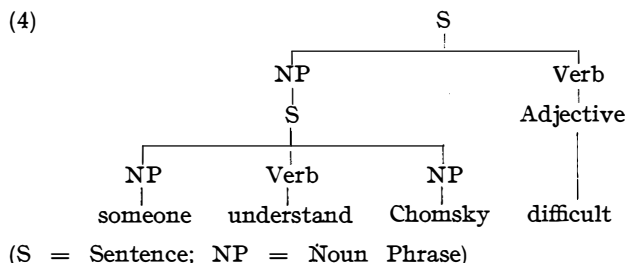 (4) S
NP Verb
S Adjective
NP Verb NP
someone understand Chomsky difficult
(S = Sentence; NP = Noun Phrase)